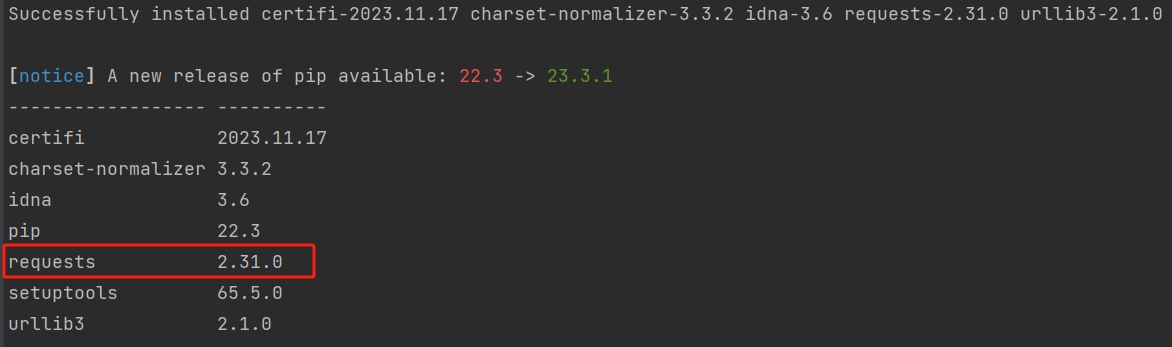 Successfully installed certifi-2023.11.17 charset-normalizer-3.3.2 idna-3.6 requests-2.31.0 urllib3-2.1.0
[notice] A new release of pip available: 22.3 -> 23.3.1
------------------ ----------
certifi            2023.11.17
charset-normalizer 3.3.2
idna               3.6
pip                22.3
requests           2.31.0
setuptools         65.5.0
urllib3            2.1.0